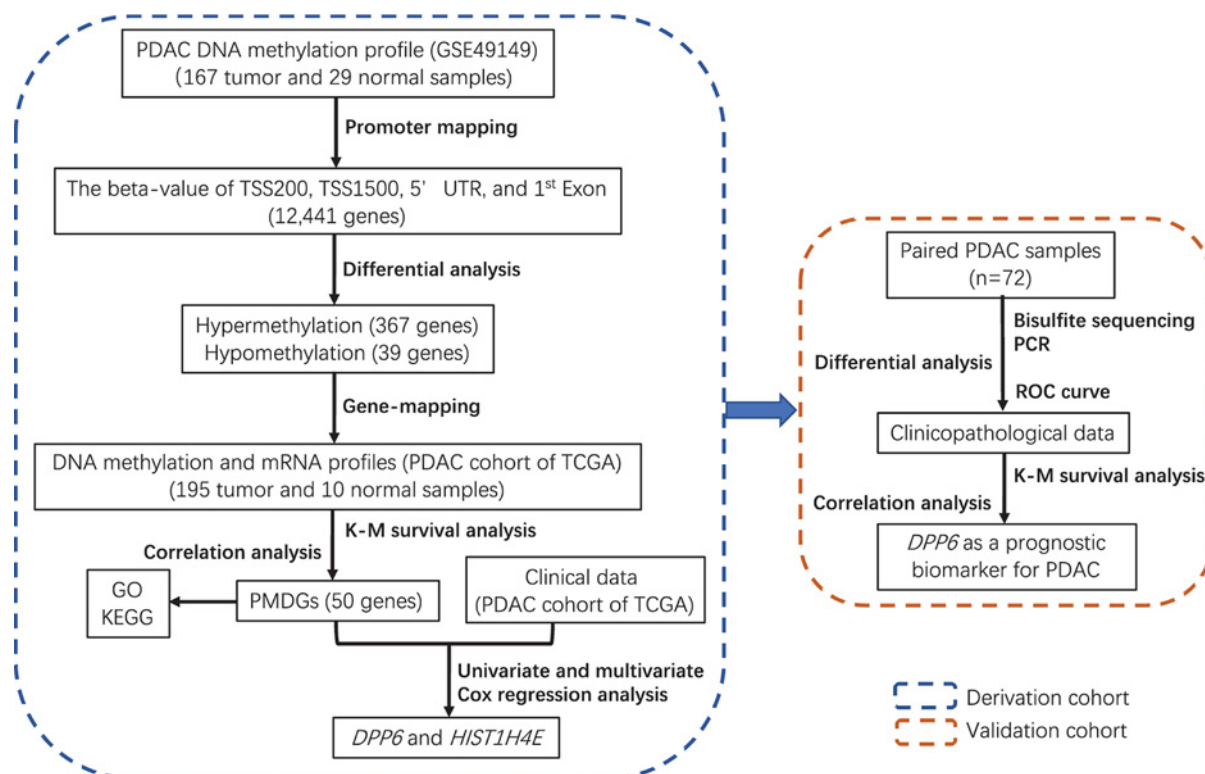 PDAC DNA methylation profile (GSE49149)
(167 tumor and 29 normal samples)
Promoter mapping
The beta-value of TSS200, TSS1500, 5' UTR, and 1st Exon
(12,441 genes)
Differential analysis
Hypermethylation (367 genes)
Hypomethylation (39 genes)
Gene-mapping
DNA methylation and mRNA profiles (PDAC cohort of TCGA)
(195 tumor and 10 normal samples)
K-M survival analysis
Correlation analysis
GO
KEGG
PMDGs (50 genes)
Clinical data
(PDAC cohort of TCGA)
Univariate and multivariate
Cox regression analysis
DPP6 and HIST1H4E
Paired PDAC samples
(n=72)
Bisulfite sequencing
PCR
Differential analysis
ROC curve
Clinicopathological data
K-M survival analysis
Correlation analysis
DPP6 as a prognostic
biomarker for PDAC
Derivation cohort
Validation cohort